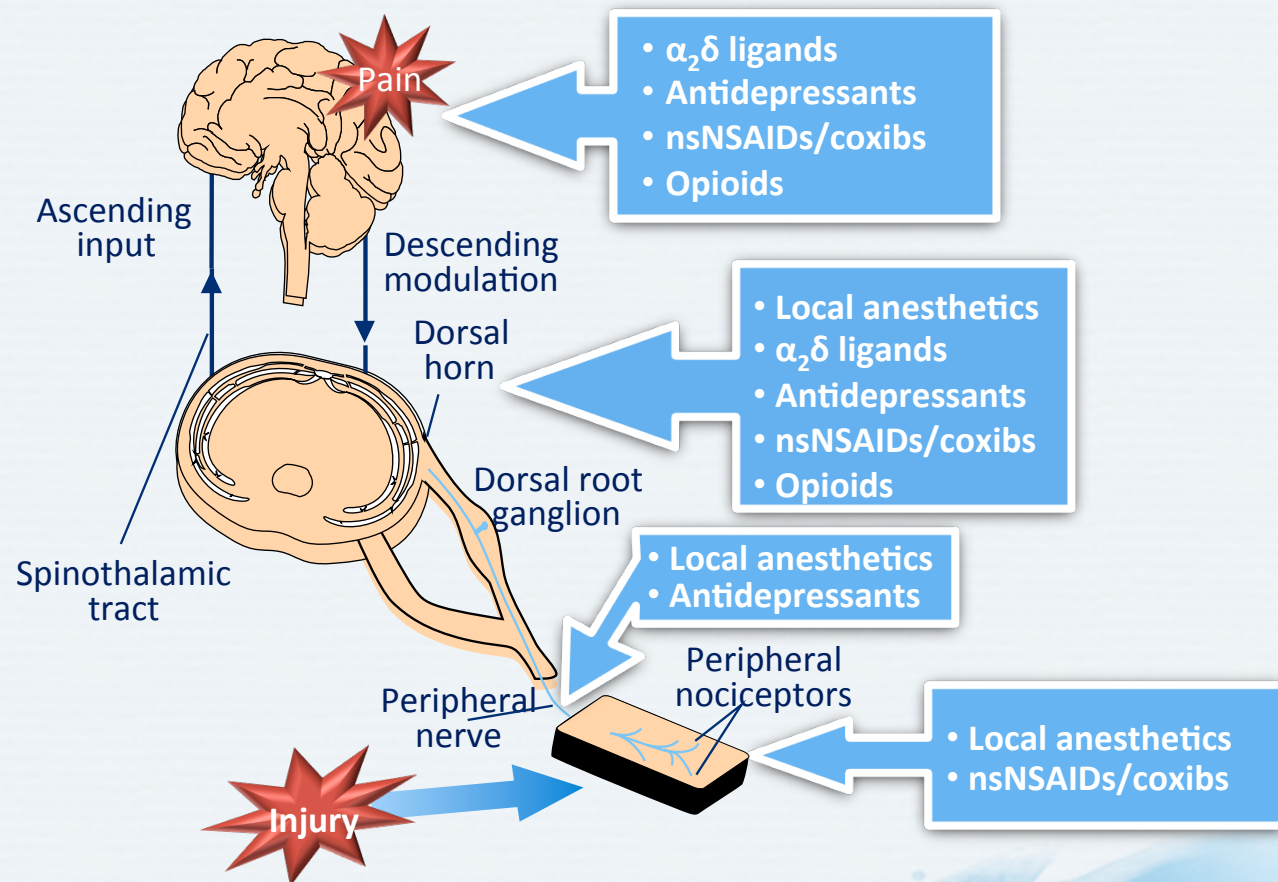 Pain
• α₂δ ligands
• Antidepressants
• nsNSAIDs/coxibs
• Opioids
Ascending
input
Descending
modulation
Dorsal
horn
• Local anesthetics
• α₂δ ligands
• Antidepressants
• nsNSAIDs/coxibs
• Opioids
Dorsal root
ganglion
Spinothalamic
tract
• Local anesthetics
• Antidepressants
Peripheral
nociceptors
Peripheral
nerve
• Local anesthetics
• nsNSAIDs/coxibs
Injury